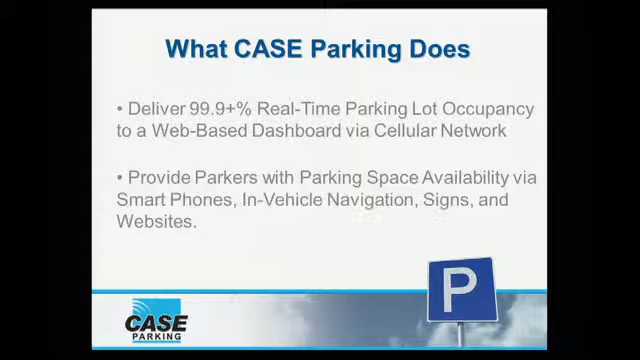 What CASE Parking Does
• Deliver 99.9+% Real-Time Parking Lot Occupancy
to a Web-Based Dashboard via Cellular Network
• Provide Parkers with Parking Space Availability via
Smart Phones, In-Vehicle Navigation, Signs, and
Websites.
P
CASE
PARKING